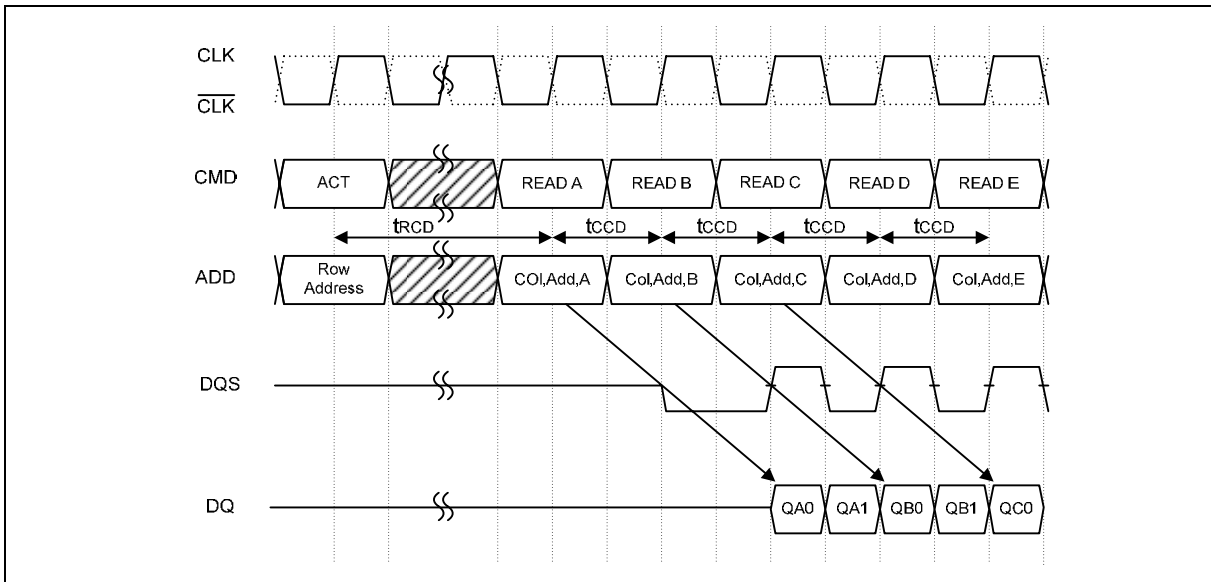 CLK
CLK
CMD
ACT
READ A
READ B
READ C
READ D
READ E
tRCD
tCCD
tCCD
tCCD
tCCD
ADD
Row
Address
COl,Add,A
Col,Add,B
Col,Add,C
Col,Add,D
Col,Add,E
DQS
DQ
QA0
QA1
QB0
QB1
QC0